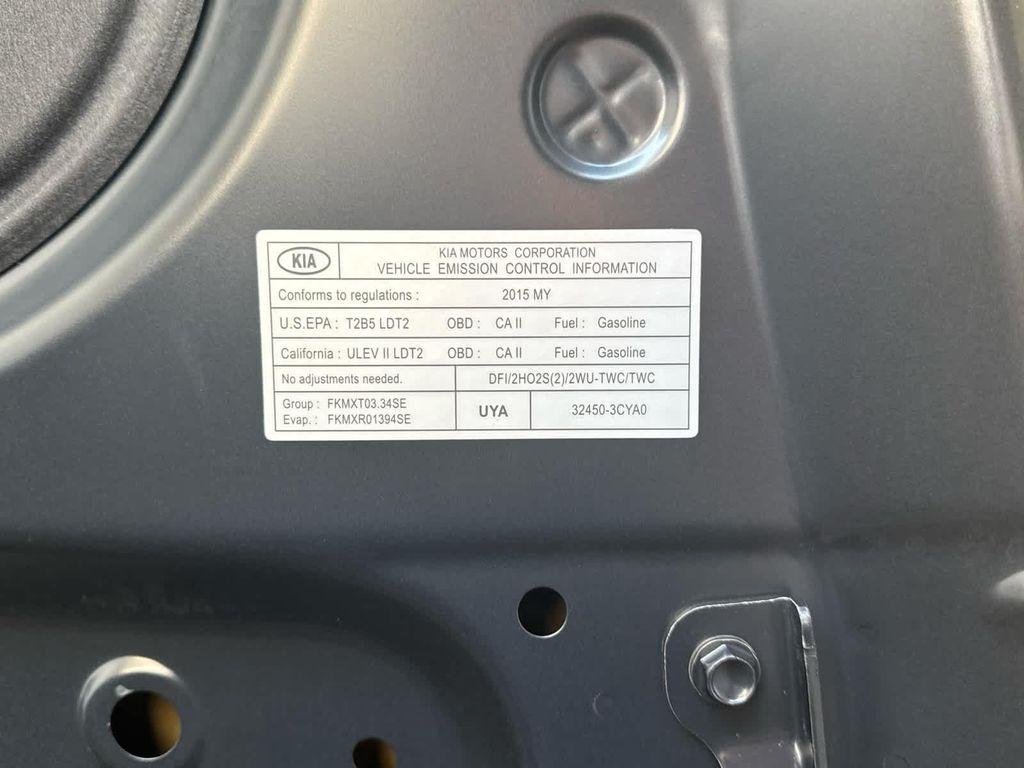 KIA
KIA MOTORS CORPORATION
VEHICLE EMISSION CONTROL INFORMATION
Conforms to regulations : 2015 MY
U.S.EPA : T2B5 LDT2 OBD : CA II Fuel : Gasoline
California : ULEV II LDT2 OBD : CA II Fuel : Gasoline
No adjustments needed. DFI/2HO2S(2)/2WU-TWC/TWC
Group : FKMXT03.34SE
Evap. : FKMXR01394SE
UYA
32450-3CYA0